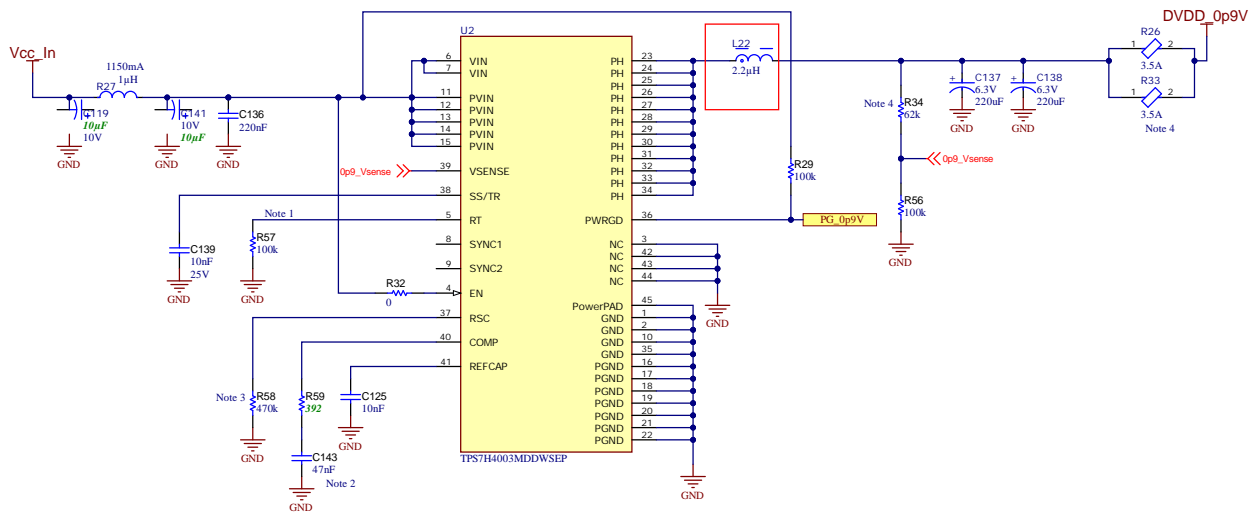 DVDD_0p9V
Vcc_In
U2
R26
1 2
3.5A
R33
1 2
3.5A
Note 4
1150mA
R27
1µH
C119
10µF
10V
GND
C141
10V
10µF
GND
C136
220nF
GND
6 VIN
7 VIN
11 PVIN
12 PVIN
13 PVIN
14 PVIN
15 PVIN
0p9_Vsense
39 VSENSE
38 SS/TR
5 RT
8 SYNC1
9 SYNC2
4 EN
37 RSC
40 COMP
41 REFCAP
PH 23
PH 24
PH 25
PH 26
PH 27
PH 28
PH 29
PH 30
PH 31
PH 32
PH 33
PH 34
PWRGD 36
NC 3
NC 42
NC 43
NC 44
PowerPAD 45
GND 1
GND 2
GND 10
GND 35
PGND 16
PGND 17
PGND 18
PGND 19
PGND 20
PGND 21
PGND 22
TPS7H4003MDDWSEP
L22
2.2µH
R29
100k
PG_0p9V
Note 4
R34
62k
0p9_Vsense
R56
100k
GND
C137
6.3V
220uF
GND
C138
6.3V
220uF
GND
C139
10nF
25V
GND
Note 1
R57
100k
GND
R32
0
Note 3
R58
470k
GND
R59
392
C143
47nF
Note 2
GND
C125
10nF
GND
GND
GND